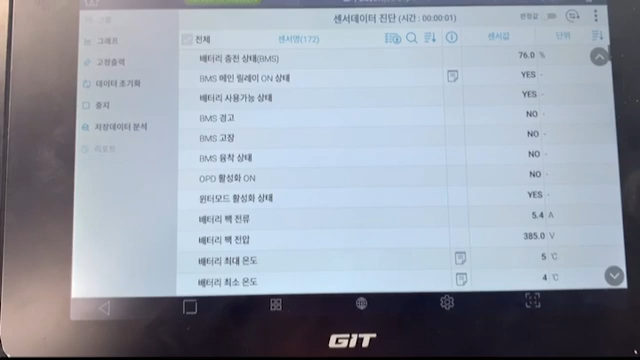 센서데이터 진단 (시간 : 00:00:01)
그룹
그래프
고정출력
데이터 초기화
중지
저장데이터 분석
리포트
전체 센서명(172) 센서값 단위
배터리 충전 상태(BMS) 76.0 %
BMS 메인 릴레이 ON 상태 YES -
배터리 사용가능 상태 YES -
BMS 경고 NO -
BMS 고장 NO -
BMS 융착 상태 NO -
OPD 활성화 ON NO -
윈터모드 활성화 상태 YES -
배터리 팩 전류 5.4 A
배터리 팩 전압 385.0 V
배터리 최대 온도 5 ℃
배터리 최소 온도 4 ℃
GIT